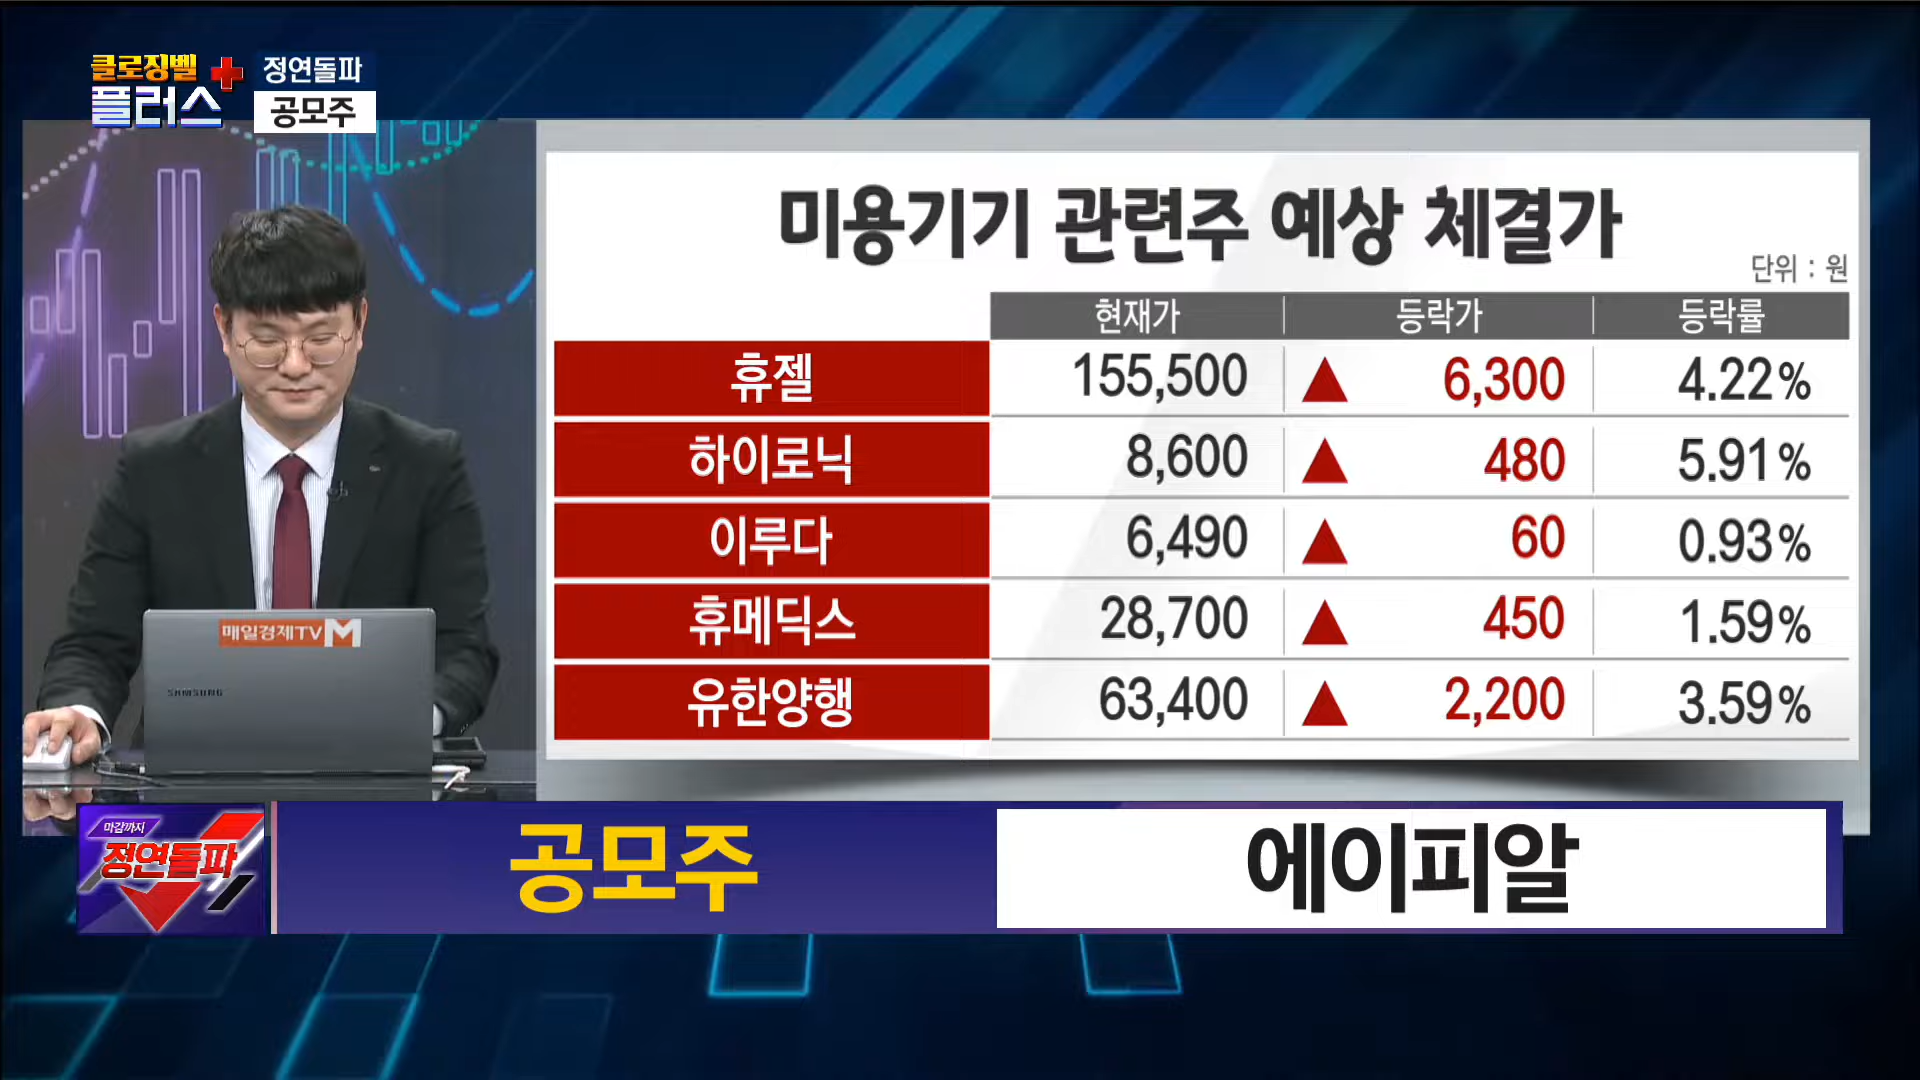 클로징벨
플러스
정연돌파
공모주
미용기기 관련주 예상 체결가
단위 : 원
현재가 등락가 등락률
휴젤 155,500 ▲ 6,300 4.22%
하이로닉 8,600 ▲ 480 5.91%
이루다 6,490 ▲ 60 0.93%
휴메딕스 28,700 ▲ 450 1.59%
유한양행 63,400 ▲ 2,200 3.59%
매일경제TV M
SAMSUNG
마감까지
정연돌파
공모주 에이피알